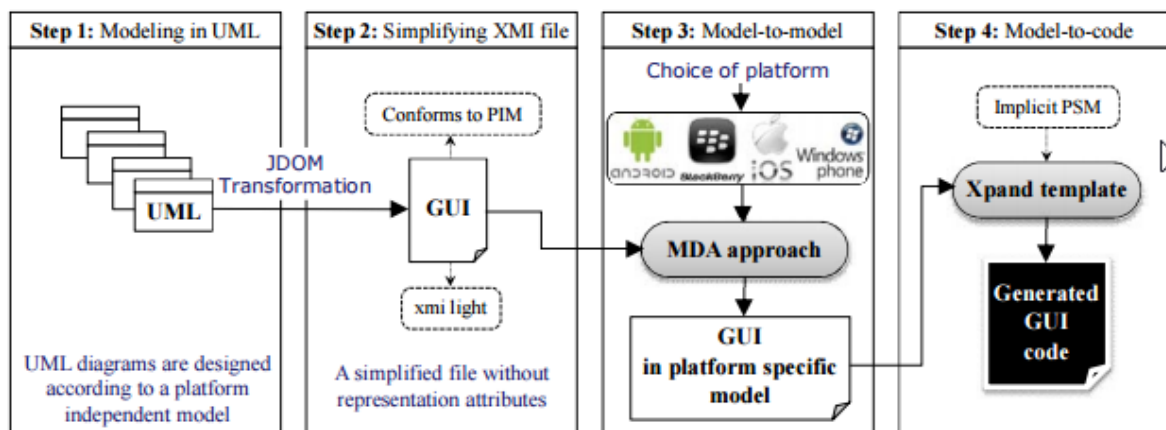 Step 1: Modeling in UML
UML
JDOM
Transformation
UML diagrams are designed
according to a platform
independent model
Step 2: Simplifying XMI file
Conforms to PIM
GUI
xmi light
A simplified file without
representation attributes
Step 3: Model-to-model
Choice of platform
ANDROID
BlackBerry
iOS
Windows
phone
MDA approach
GUI
in platform specific
model
Step 4: Model-to-code
Implicit PSM
Xpand template
Generated
GUI
code